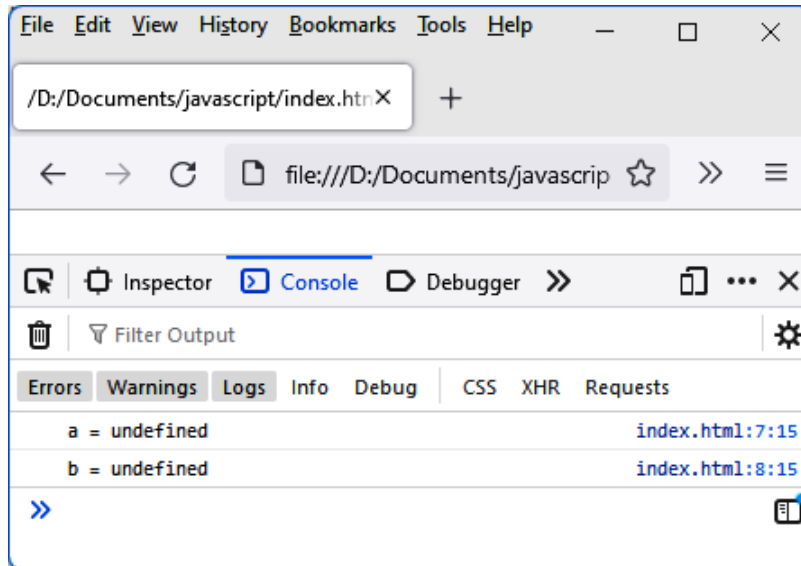 File Edit View History Bookmarks Tools Help
/D:/Documents/javascript/index.htm
file:///D:/Documents/javascrip
Inspector Console Debugger
Filter Output
Errors Warnings Logs Info Debug CSS XHR Requests
a = undefined index.html:7:15
b = undefined index.html:8:15